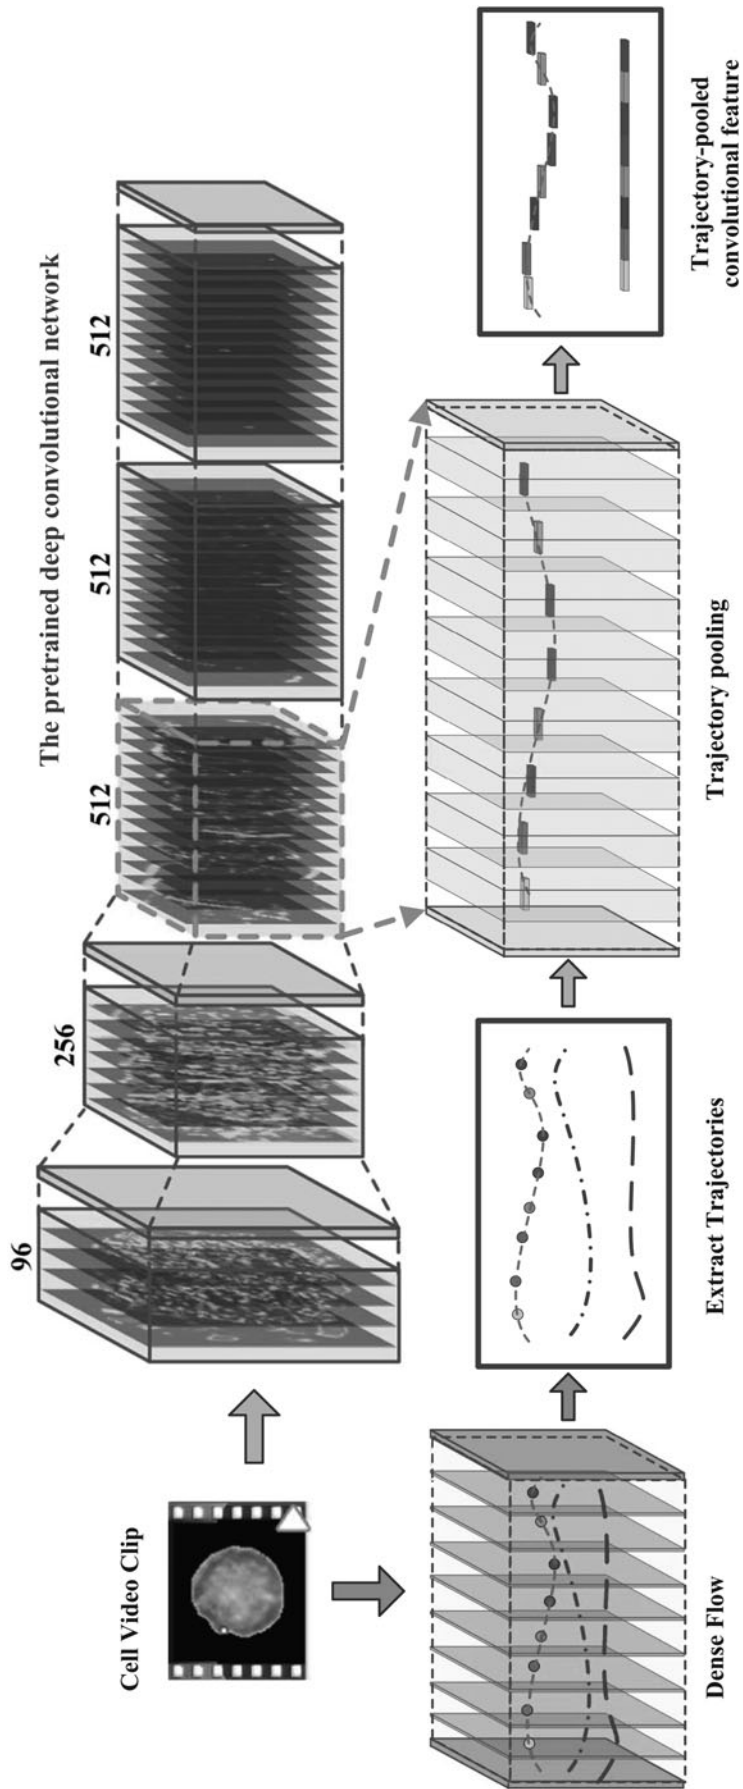 The pretrained deep convolutional network
Cell Video Clip
96
256
512
512
512
Dense Flow
Extract Trajectories
Trajectory pooling
Trajectory-pooled
convolutional feature